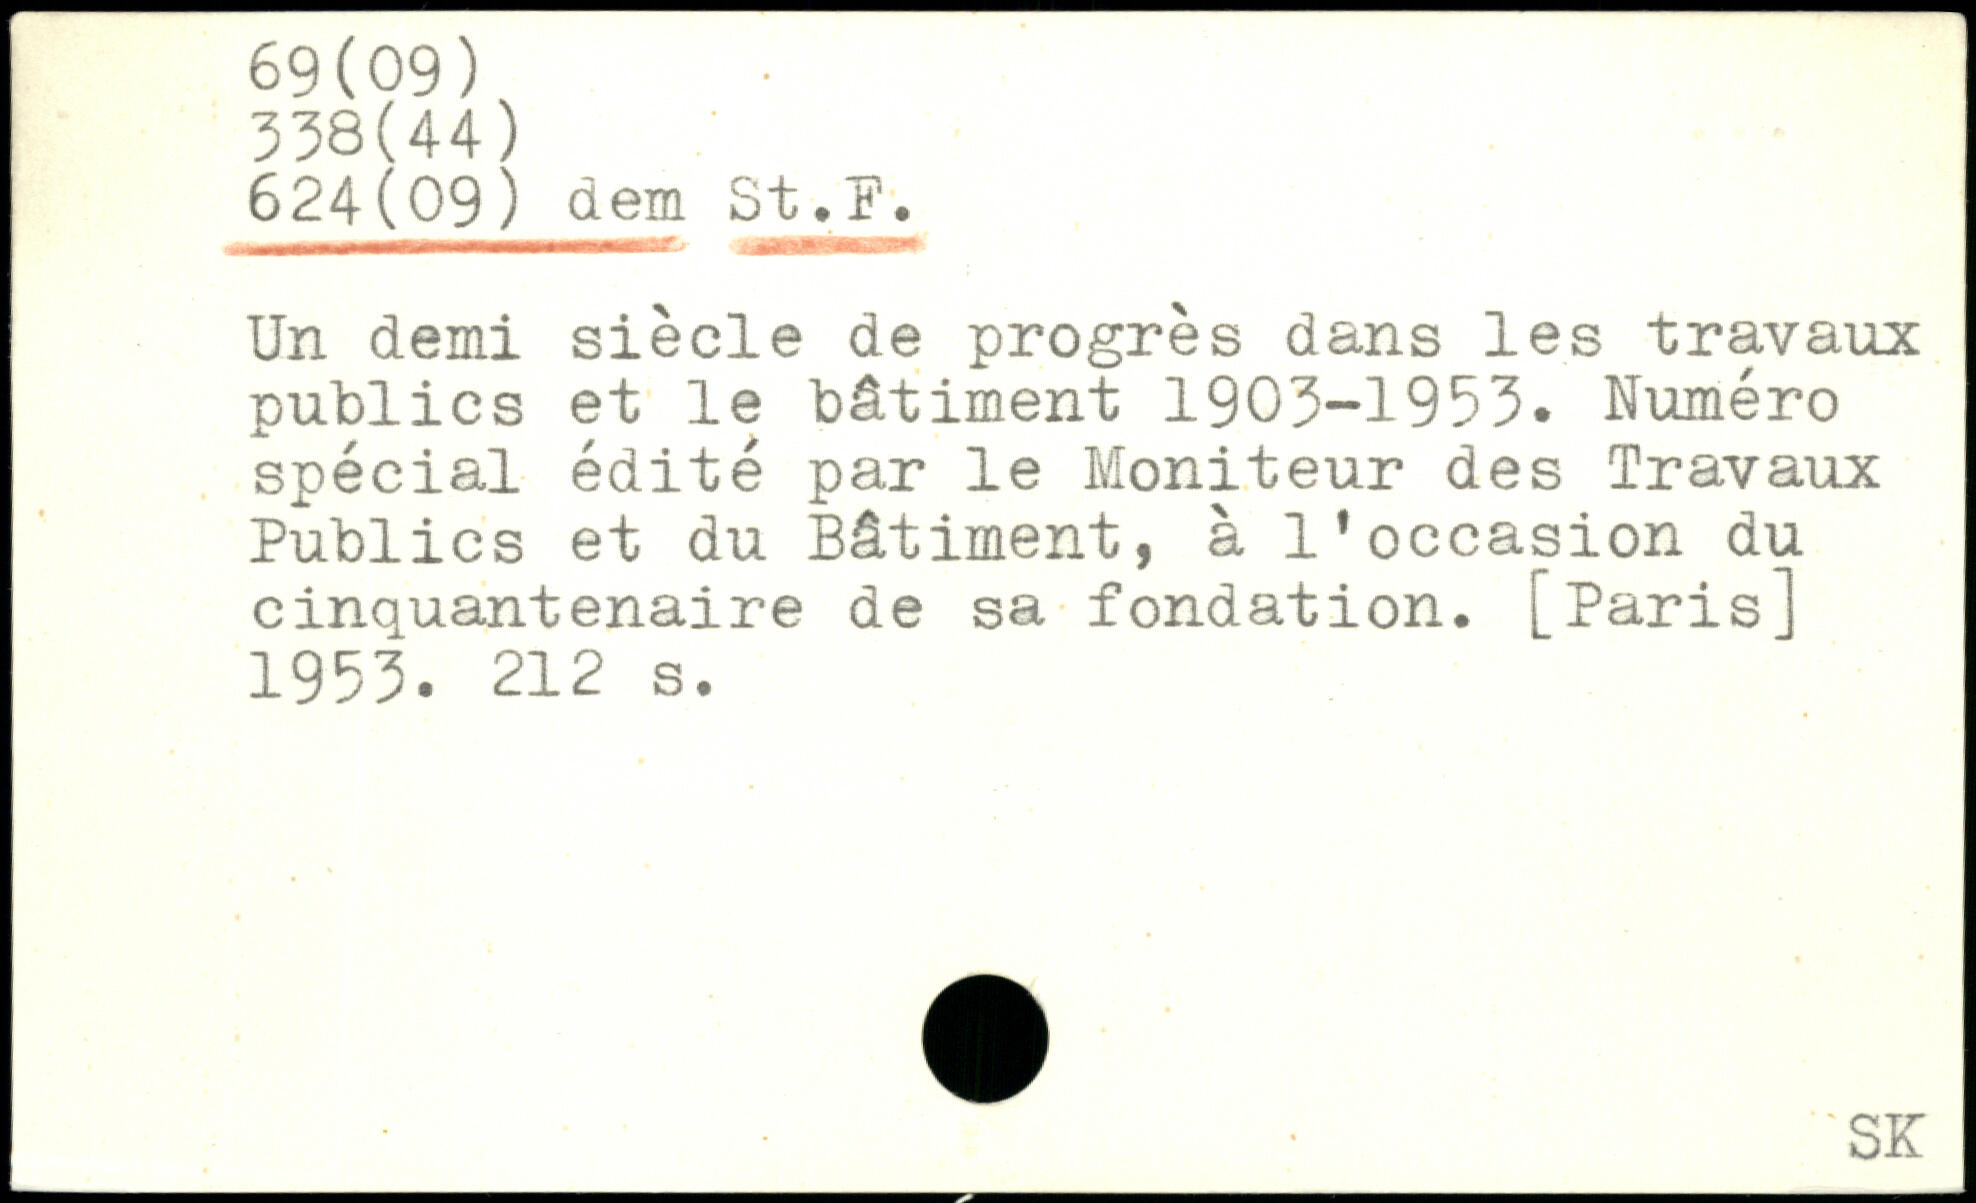 69(09)
338(44)
624(09) dem St.F.
Un demi siècle de progrès dans les travaux
publics et le bâtiment 1903-1953. Numéro
spécial édité par le Moniteur des Travaux
Publics et du Bâtiment, à l'occasion du
cinquantenaire de sa fondation. [Paris]
1953. 212 s.
SK